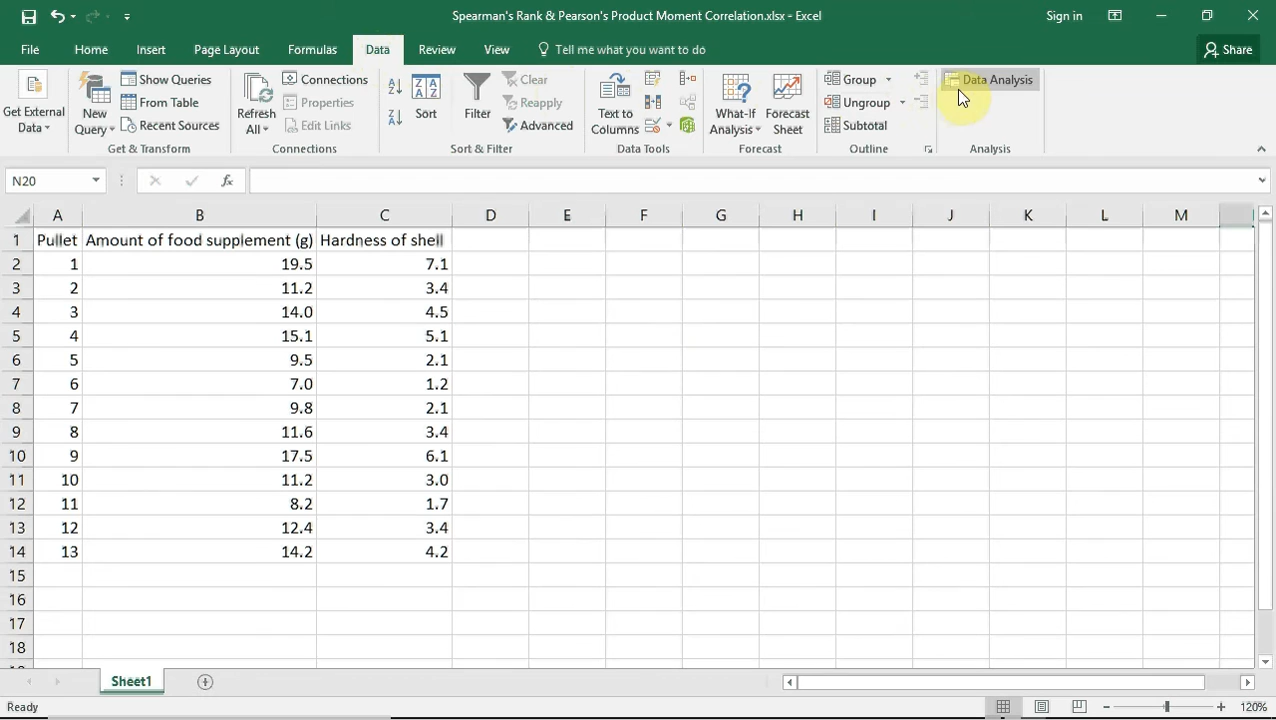 Spearman's Rank & Pearson's Product Moment Correlation.xlsx - Excel
Sign in
File Home Insert Page Layout Formulas Data Review View Tell me what you want to do Share
Get External Data
New Query
Show Queries
From Table
Recent Sources
Get & Transform
Refresh All
Connections
Properties
Edit Links
Connections
Sort
Filter
Clear
Reapply
Advanced
Sort & Filter
Text to Columns
Data Tools
What-If Analysis
Forecast Sheet
Forecast
Group
Ungroup
Subtotal
Outline
Data Analysis
Analysis
N20 fx
A B C D E F G H I J K L M
1 Pullet Amount of food supplement (g) Hardness of shell
2 1 19.5 7.1
3 2 11.2 3.4
4 3 14.0 4.5
5 4 15.1 5.1
6 5 9.5 2.1
7 6 7.0 1.2
8 7 9.8 2.1
9 8 11.6 3.4
10 9 17.5 6.1
11 10 11.2 3.0
12 11 8.2 1.7
13 12 12.4 3.4
14 13 14.2 4.2
15
16
17
18
Sheet1
Ready 120%